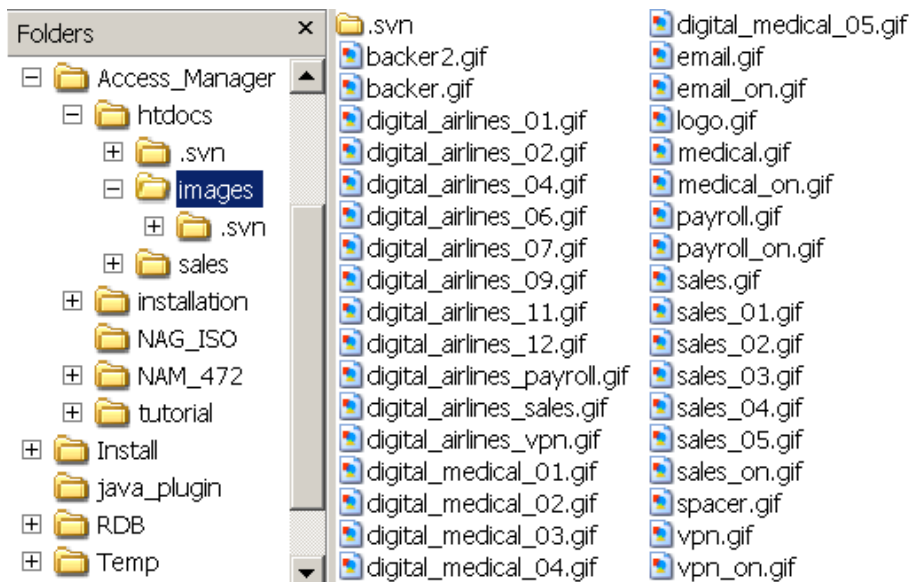 Folders
Access_Manager
htdocs
.svn
images
.svn
sales
installation
NAG_ISO
NAM_472
tutorial
Install
java_plugin
RDB
Temp
.svn
backer2.gif
backer.gif
digital_airlines_01.gif
digital_airlines_02.gif
digital_airlines_04.gif
digital_airlines_06.gif
digital_airlines_07.gif
digital_airlines_09.gif
digital_airlines_11.gif
digital_airlines_12.gif
digital_airlines_payroll.gif
digital_airlines_sales.gif
digital_airlines_vpn.gif
digital_medical_01.gif
digital_medical_02.gif
digital_medical_03.gif
digital_medical_04.gif
digital_medical_05.gif
email.gif
email_on.gif
logo.gif
medical.gif
medical_on.gif
payroll.gif
payroll_on.gif
sales.gif
sales_01.gif
sales_02.gif
sales_03.gif
sales_04.gif
sales_05.gif
sales_on.gif
spacer.gif
vpn.gif
vpn_on.gif